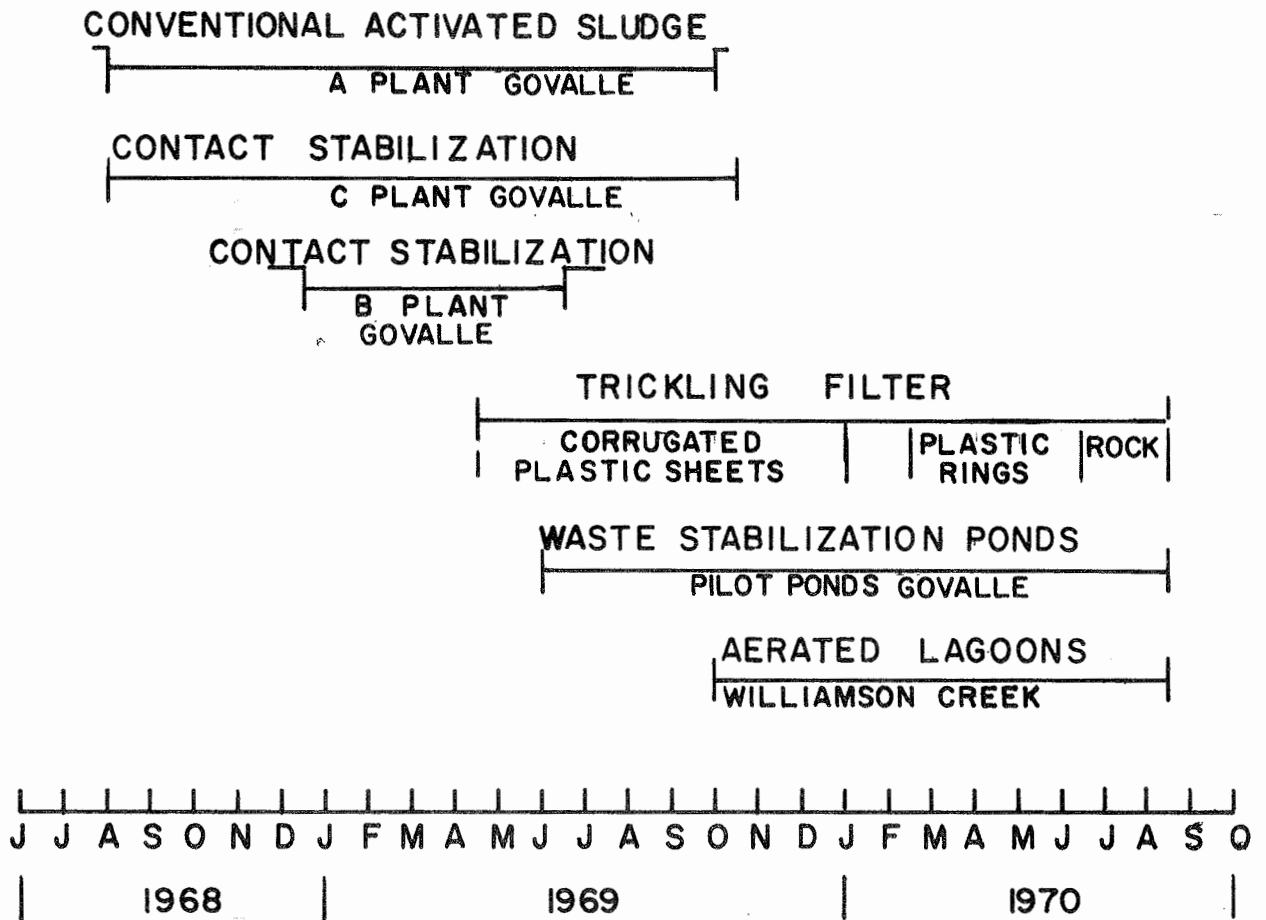 CONVENTIONAL ACTIVATED SLUDGE
A PLANT GOVALLE
CONTACT STABILIZATION
C PLANT GOVALLE
CONTACT STABILIZATION
B PLANT
GOVALLE
TRICKLING FILTER
CORRUGATED
PLASTIC SHEETS
PLASTIC
RINGS
ROCK
WASTE STABILIZATION PONDS
PILOT PONDS GOVALLE
AERATED LAGOONS
WILLIAMSON CREEK
J J A S O N D J F M A M J J A S O N D J F M A M J J A S O
1968 1969 1970